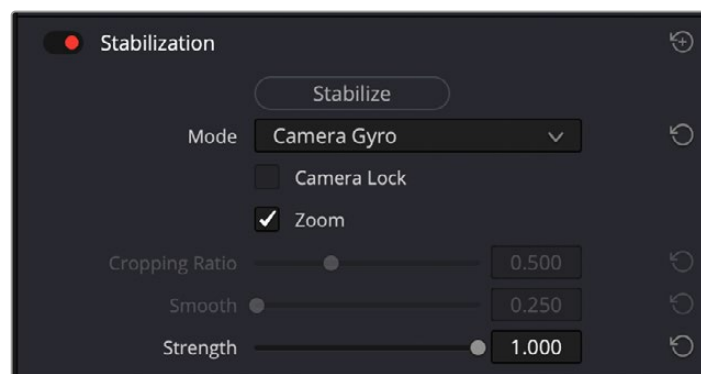 Stabilization
Stabilize
Mode Camera Gyro
Camera Lock
Zoom
Cropping Ratio 0.500
Smooth 0.250
Strength 1.000